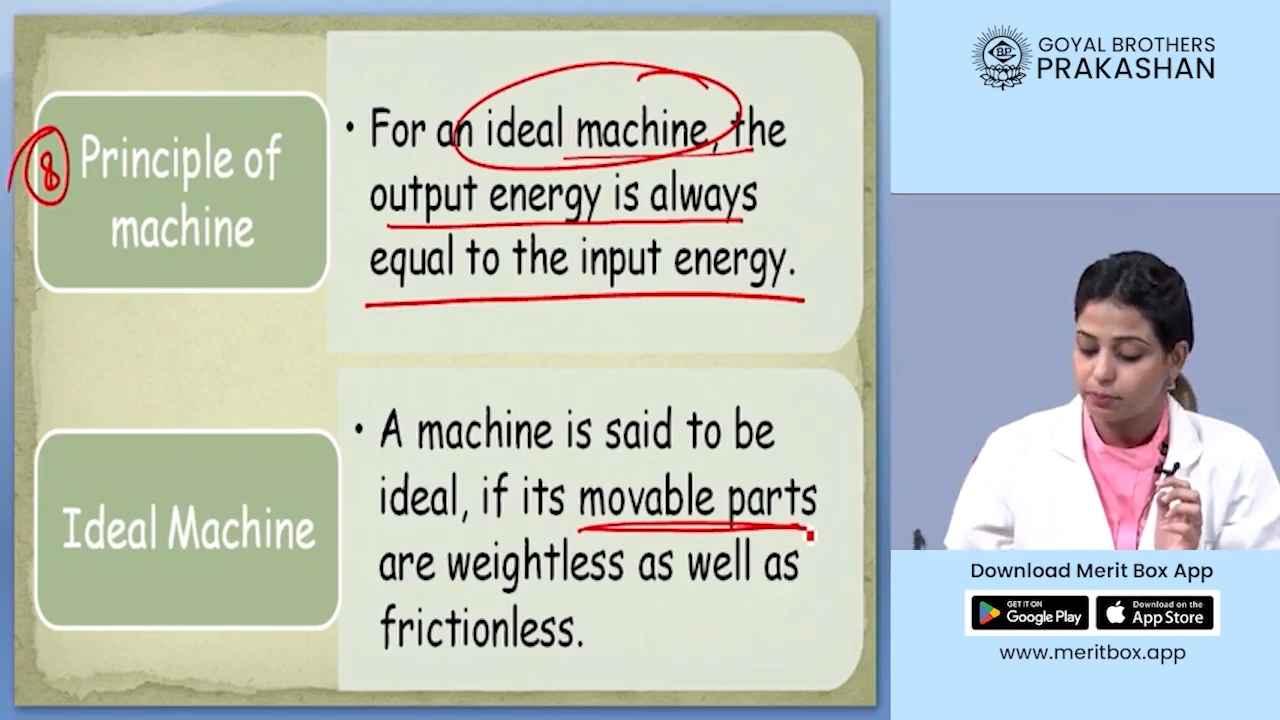 8
Principle of
machine
• For an ideal machine, the
output energy is always
equal to the input energy.
Ideal Machine
• A machine is said to be
ideal, if its movable parts
are weightless as well as
frictionless.
GOYAL BROTHERS
PRAKASHAN
GBP
Download Merit Box App
GET IT ON
Google Play
Download on the
App Store
www.meritbox.app